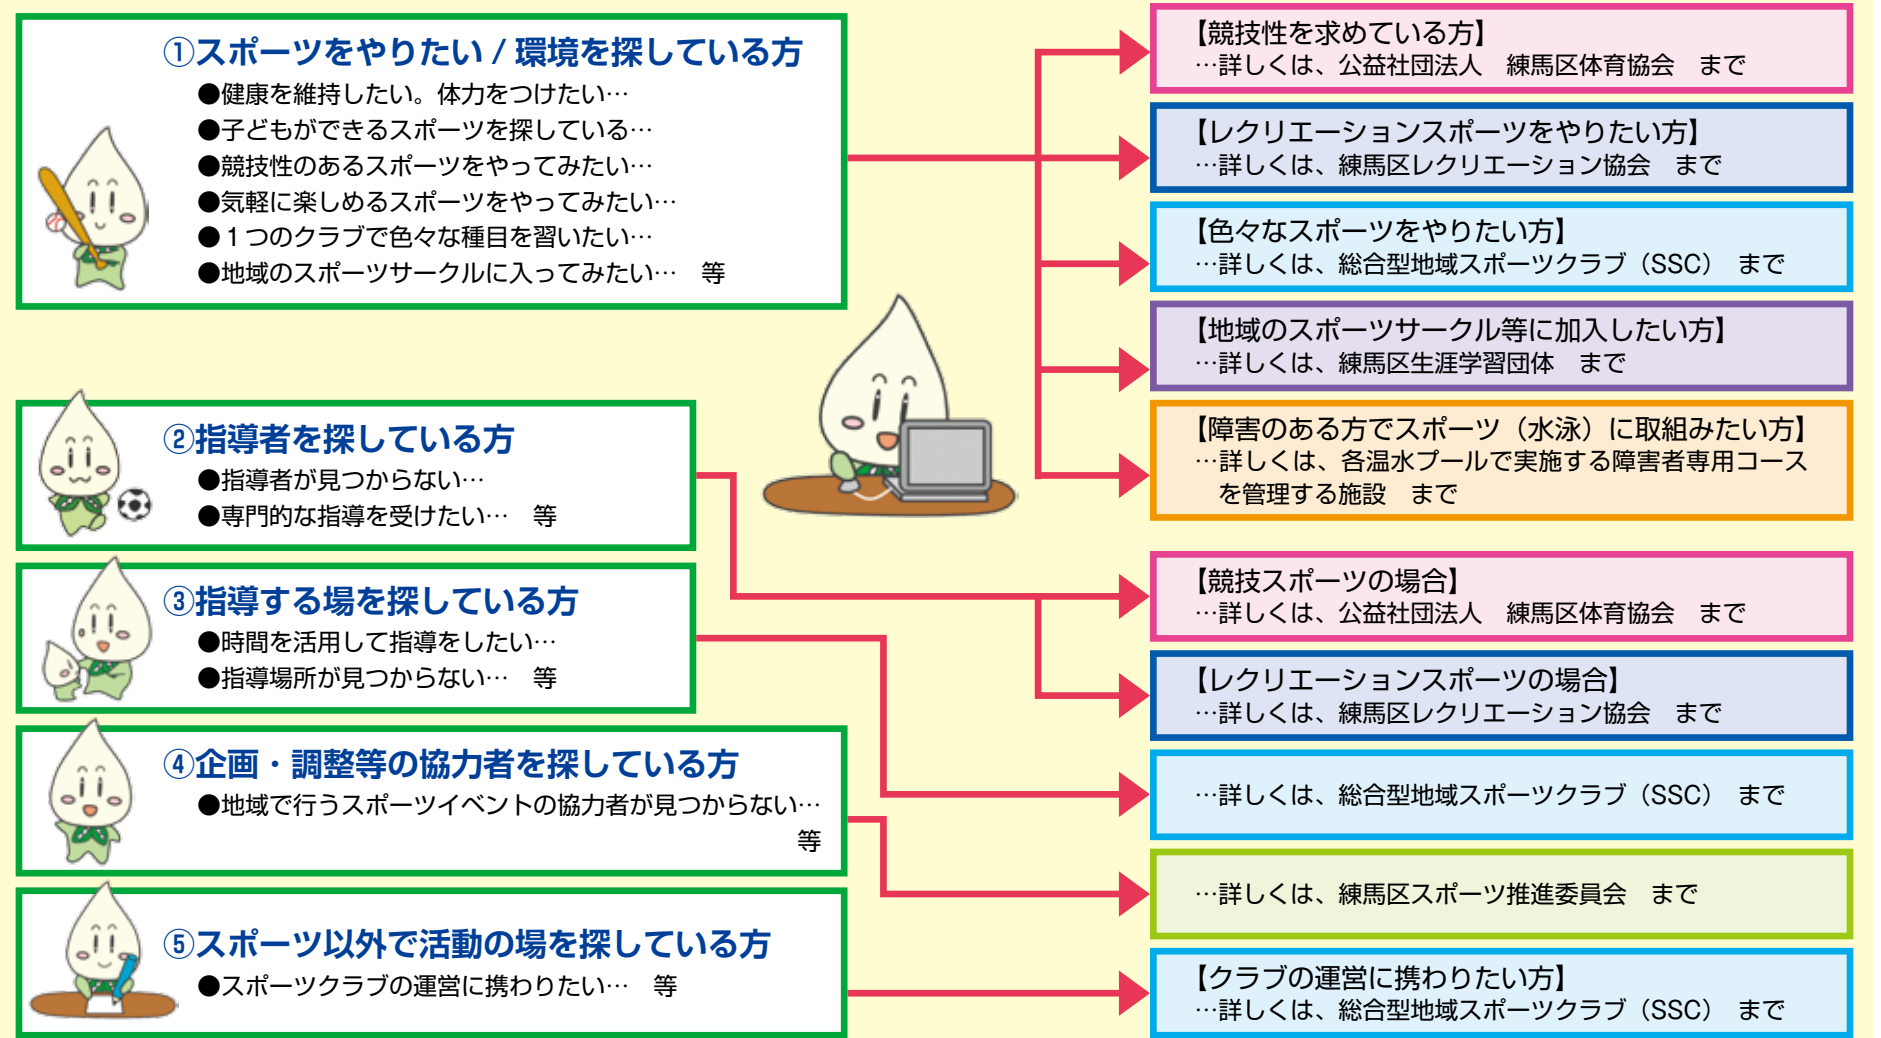 ①スポーツをやりたい / 環境を探している方
●健康を維持したい。体力をつけたい…
●子どもができるスポーツを探している…
●競技性のあるスポーツをやってみたい…
●気軽に楽しめるスポーツをやってみたい…
●１つのクラブで色々な種目を習いたい…
●地域のスポーツサークルに入ってみたい…　等
【競技性を求めている方】
…詳しくは、公益社団法人　練馬区体育協会　まで
【レクリエーションスポーツをやりたい方】
…詳しくは、練馬区レクリエーション協会　まで
【色々なスポーツをやりたい方】
…詳しくは、総合型地域スポーツクラブ（SSC）　まで
【地域のスポーツサークル等に加入したい方】
…詳しくは、練馬区生涯学習団体　まで
【障害のある方でスポーツ（水泳）に取組みたい方】
…詳しくは、各温水プールで実施する障害者専用コース
を管理する施設　まで
②指導者を探している方
●指導者が見つからない…
●専門的な指導を受けたい…　等
【競技スポーツの場合】
…詳しくは、公益社団法人　練馬区体育協会　まで
【レクリエーションスポーツの場合】
…詳しくは、練馬区レクリエーション協会　まで
③指導する場を探している方
●時間を活用して指導をしたい…
●指導場所が見つからない…　等
…詳しくは、総合型地域スポーツクラブ（SSC）　まで
④企画・調整等の協力者を探している方
●地域で行うスポーツイベントの協力者が見つからない…
等
…詳しくは、練馬区スポーツ推進委員会　まで
⑤スポーツ以外で活動の場を探している方
●スポーツクラブの運営に携わりたい…　等
【クラブの運営に携わりたい方】
…詳しくは、総合型地域スポーツクラブ（SSC）　まで